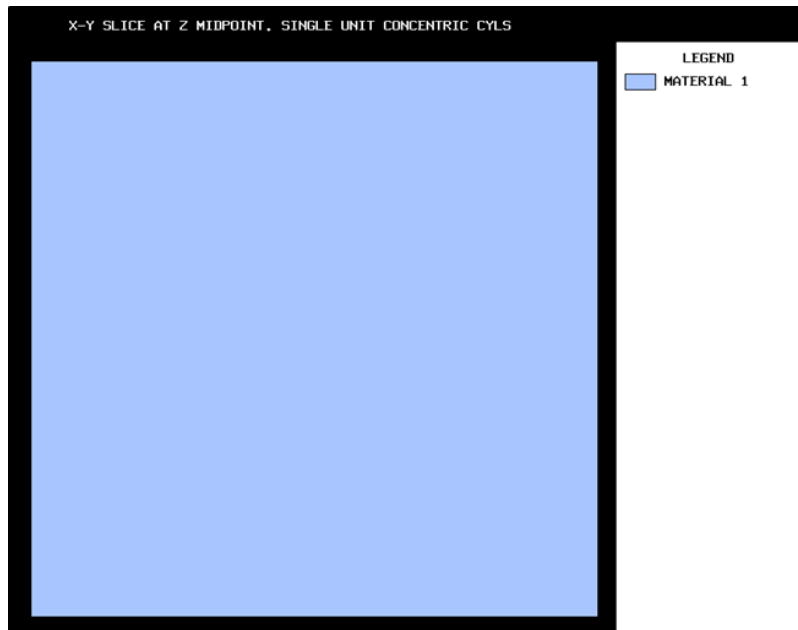 X-Y SLICE AT Z MIDPOINT. SINGLE UNIT CONCENTRIC CYLS
LEGEND
MATERIAL 1